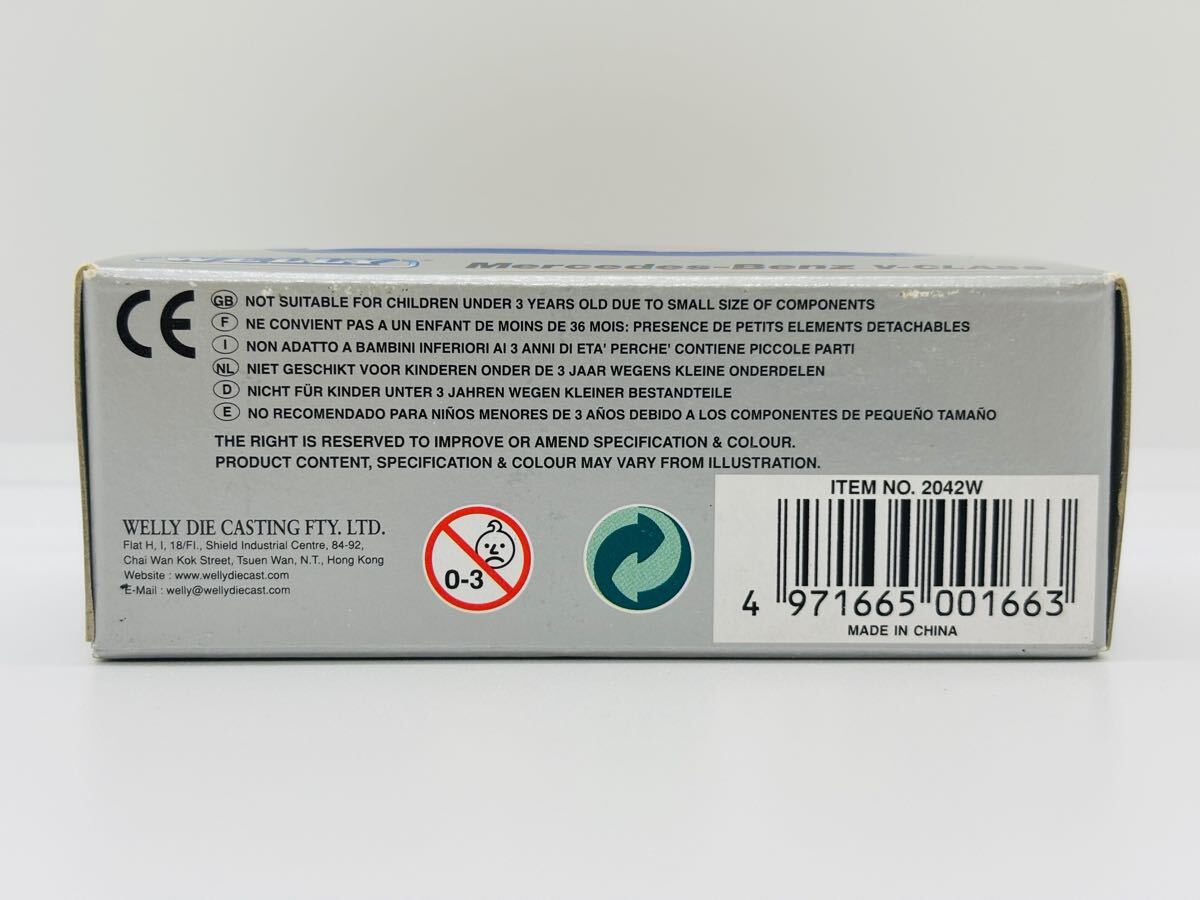 WELLY
Mercedes-Benz V-CLASS
CE
GB NOT SUITABLE FOR CHILDREN UNDER 3 YEARS OLD DUE TO SMALL SIZE OF COMPONENTS
F NE CONVIENT PAS A UN ENFANT DE MOINS DE 36 MOIS: PRESENCE DE PETITS ELEMENTS DETACHABLES
I NON ADATTO A BAMBINI INFERIORI AI 3 ANNI DI ETA' PERCHE' CONTIENE PICCOLE PARTI
NL NIET GESCHIKT VOOR KINDEREN ONDER DE 3 JAAR WEGENS KLEINE ONDERDELEN
D NICHT FÜR KINDER UNTER 3 JAHREN WEGEN KLEINER BESTANDTEILE
E NO RECOMENDADO PARA NIÑOS MENORES DE 3 AÑOS DEBIDO A LOS COMPONENTES DE PEQUEÑO TAMAÑO
THE RIGHT IS RESERVED TO IMPROVE OR AMEND SPECIFICATION & COLOUR.
PRODUCT CONTENT, SPECIFICATION & COLOUR MAY VARY FROM ILLUSTRATION.
WELLY DIE CASTING FTY. LTD.
Flat H, I, 18/Fl., Shield Industrial Centre, 84-92,
Chai Wan Kok Street, Tsuen Wan, N.T., Hong Kong
Website : www.wellydiecast.com
E-Mail : welly@wellydiecast.com
0-3
ITEM NO. 2042W
4 971665 001663
MADE IN CHINA